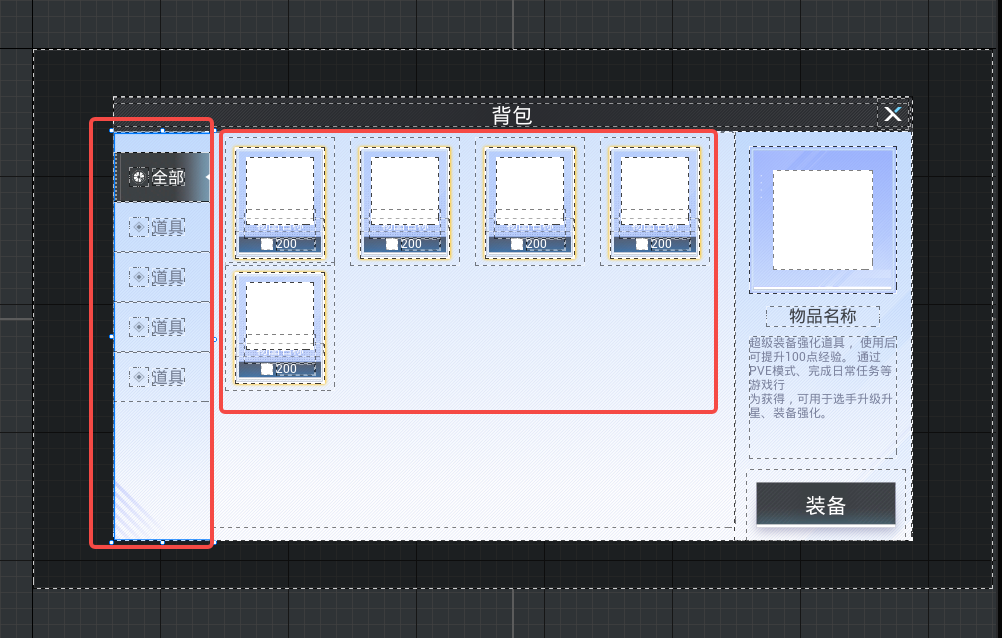 背包
全部
道具
道具
道具
道具
200
200
200
200
200
物品名称
超级装备强化道具，使用后
可提升100点经验。 通过
PVE模式、完成日常任务等
游戏行
为获得，可用于选手升级升
星、装备强化。
装备